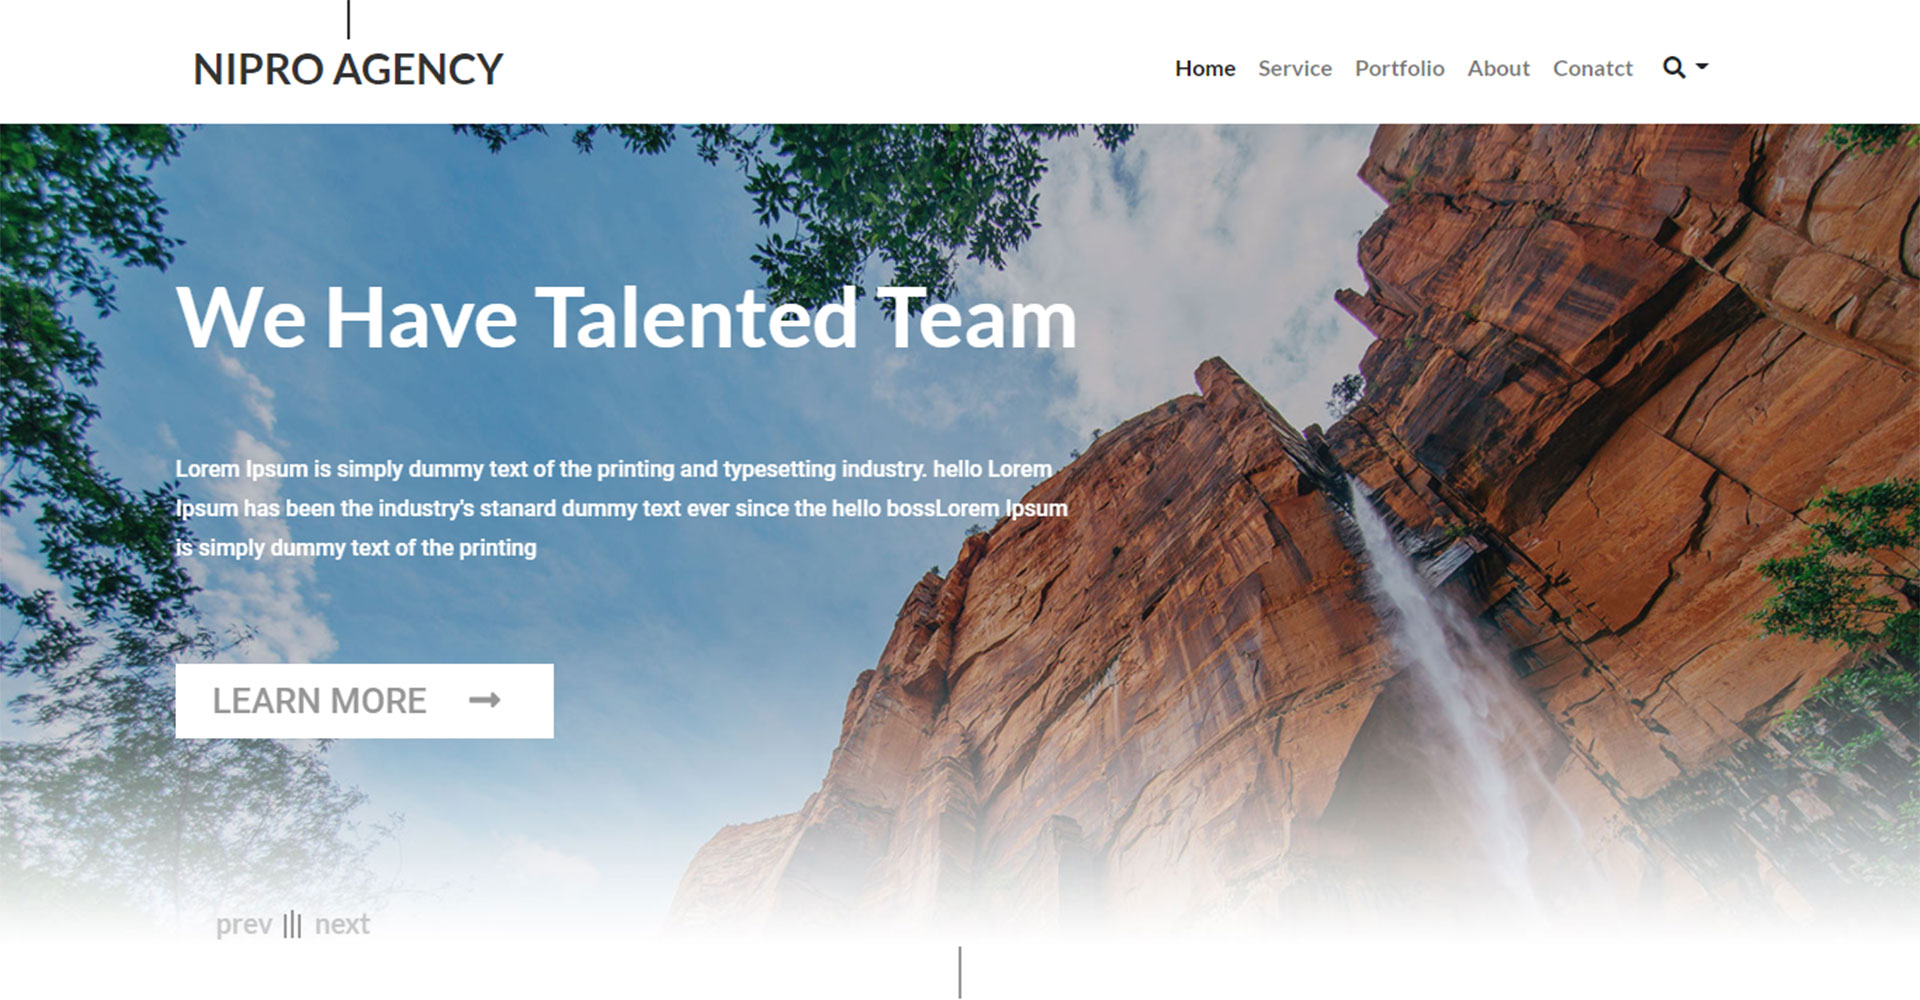 NIPRO AGENCY
Home Service Portfolio About Conatct
We Have Talented Team
Lorem Ipsum is simply dummy text of the printing and typesetting industry. hello Lorem
Ipsum has been the industry's stanard dummy text ever since the hello bossLorem Ipsum
is simply dummy text of the printing
LEARN MORE
prev ||| next